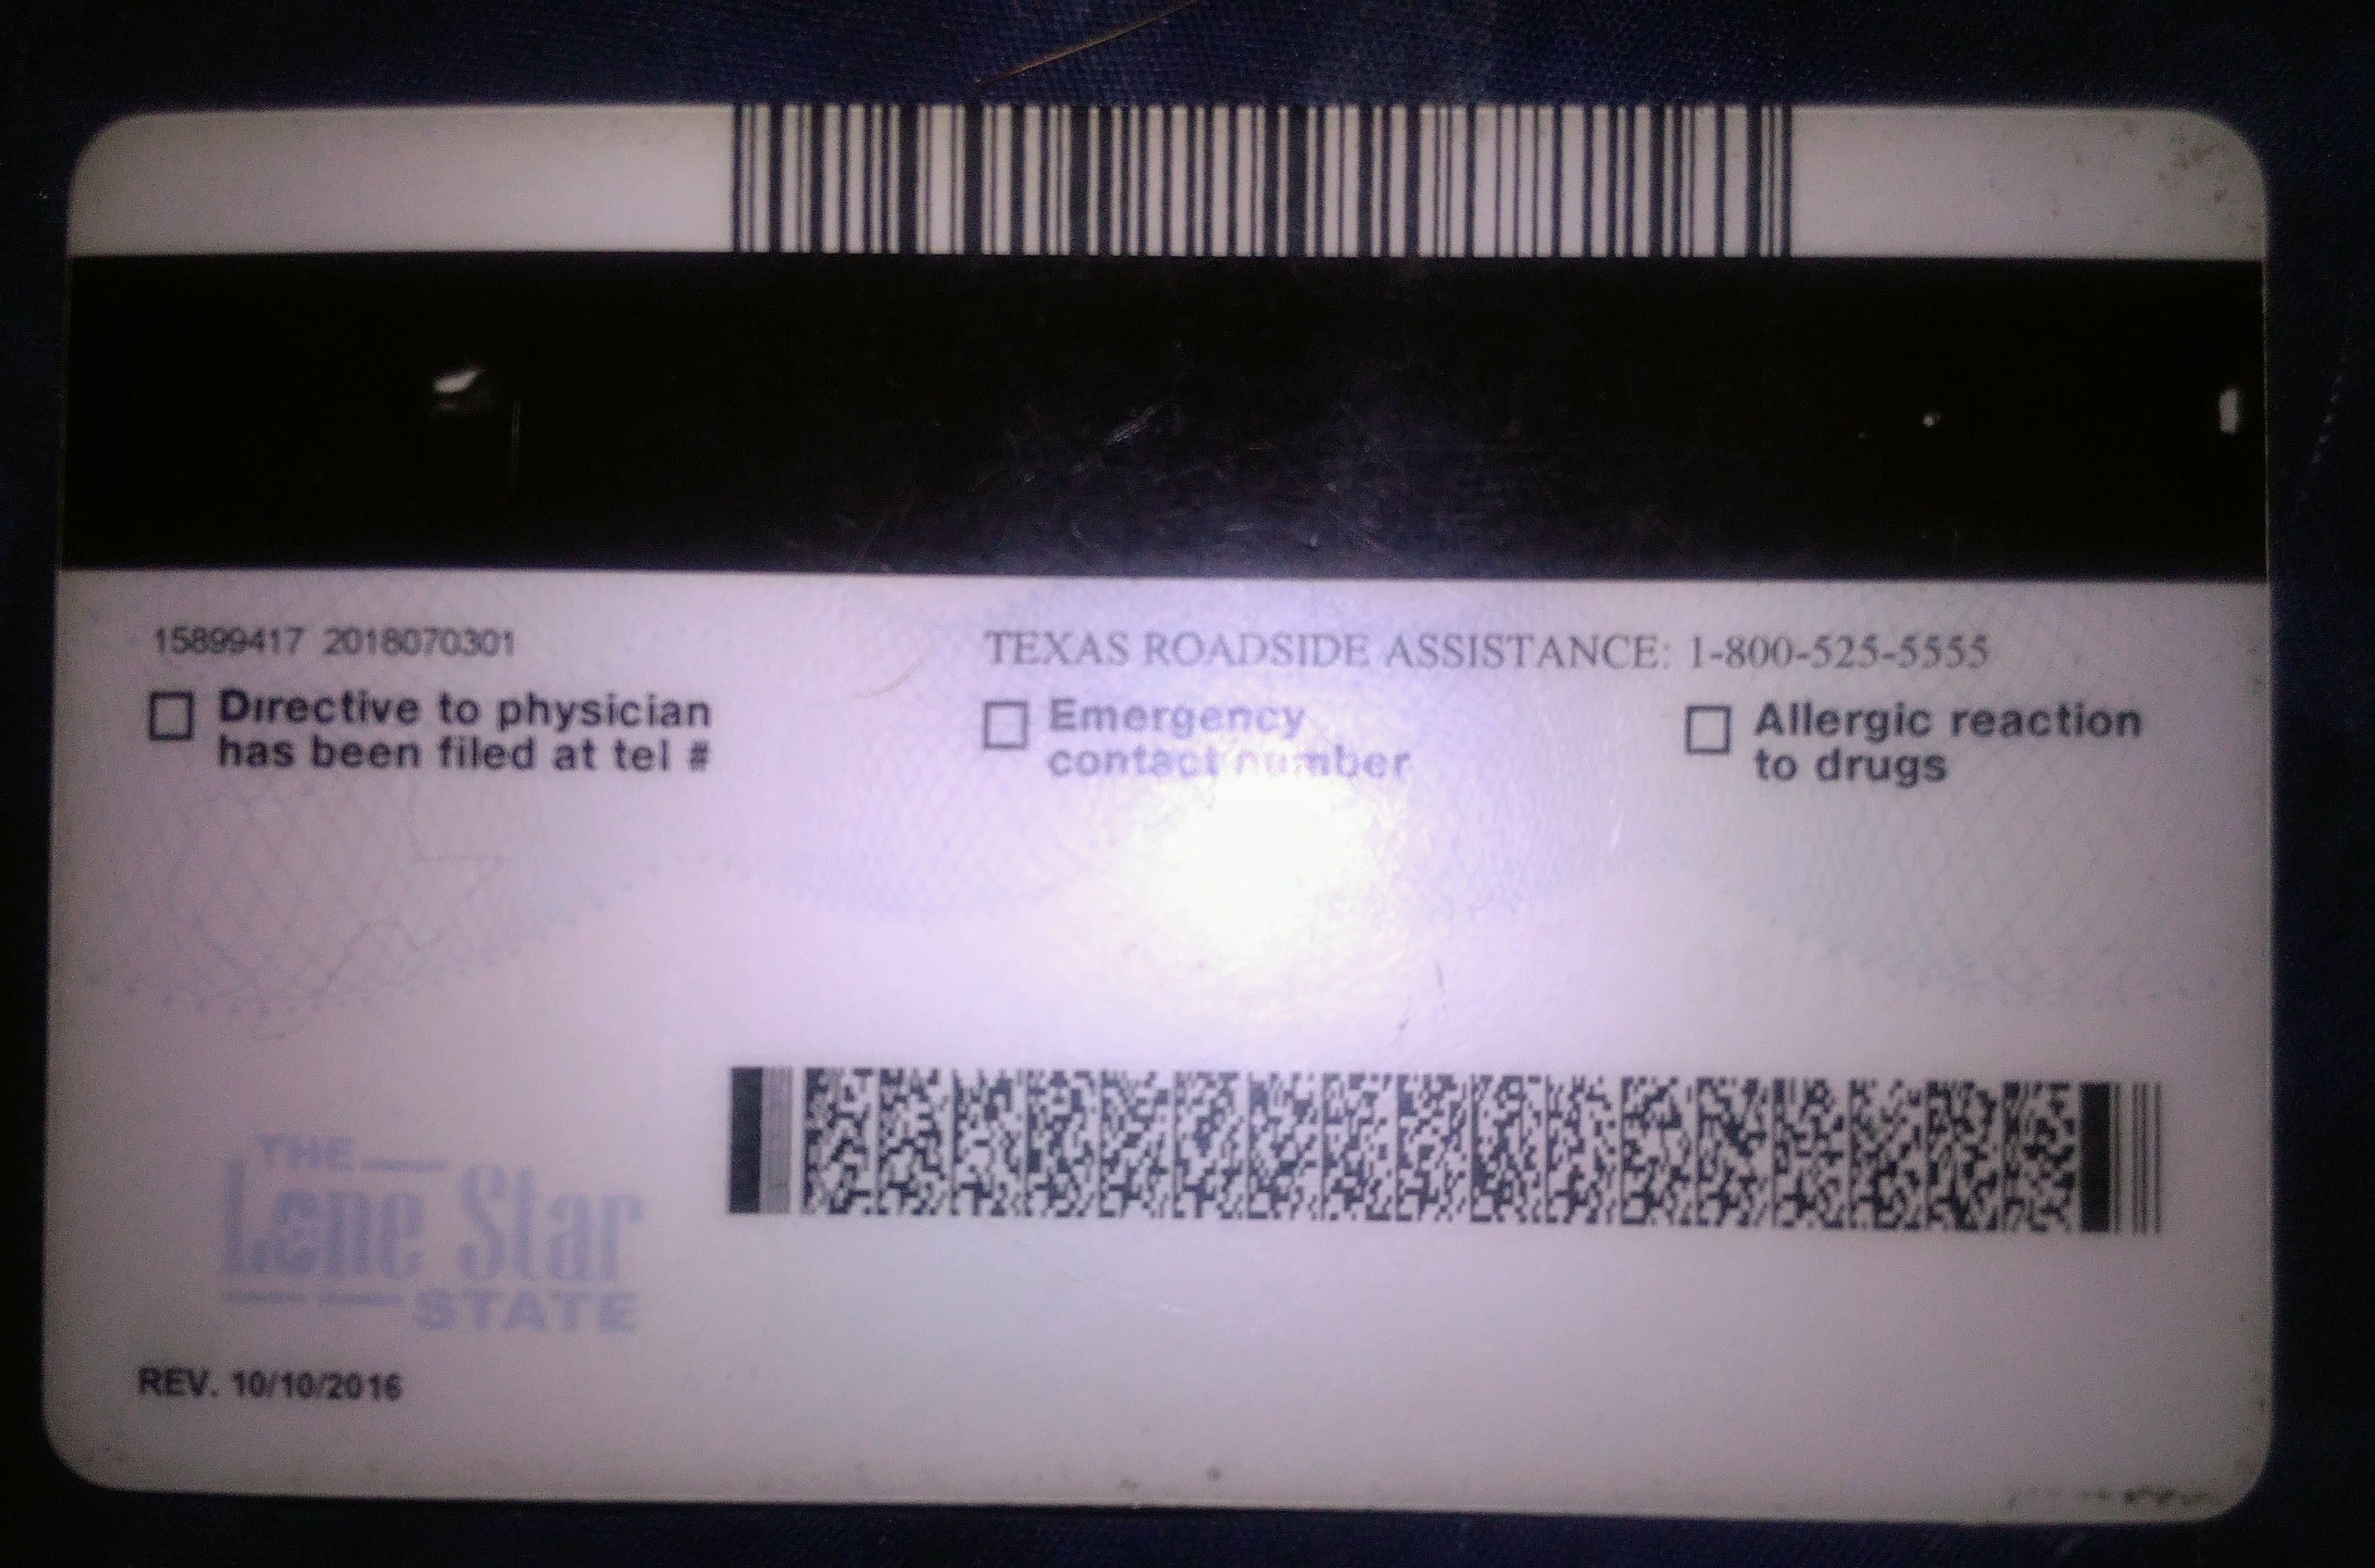 15899417 2018070301
TEXAS ROADSIDE ASSISTANCE: 1-800-525-5555
Directive to physician
has been filed at tel #
Emergency
contact number
Allergic reaction
to drugs
THE
Lone Star
STATE
REV. 10/10/2016